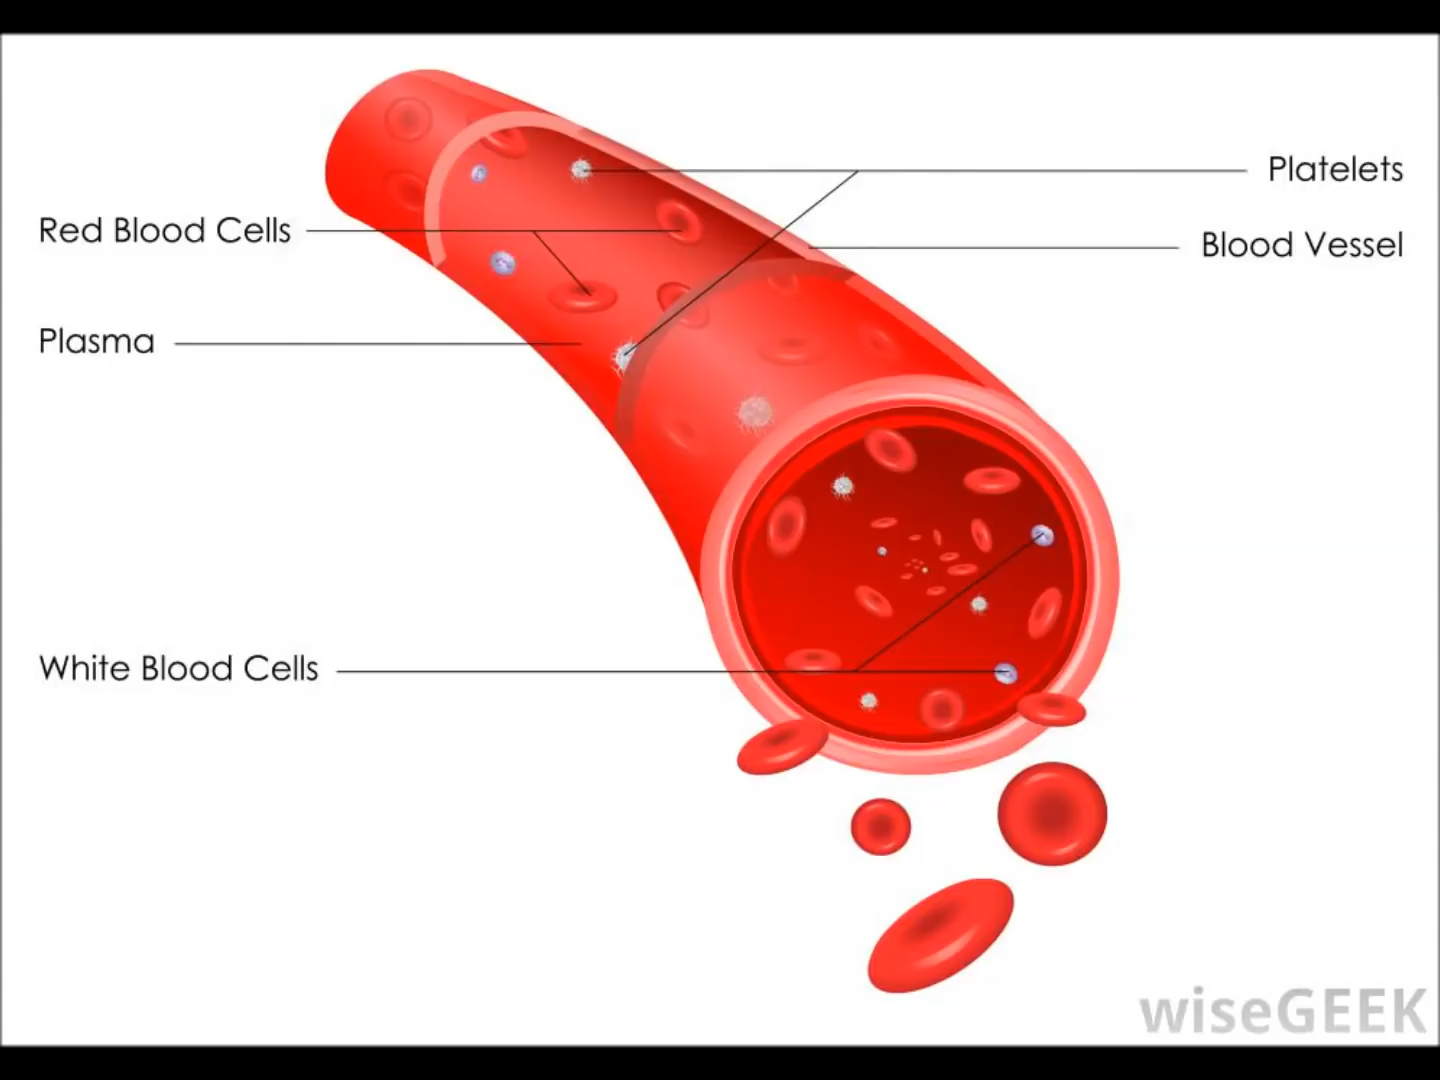 Platelets
Red Blood Cells
Blood Vessel
Plasma
White Blood Cells
wiseGEEK